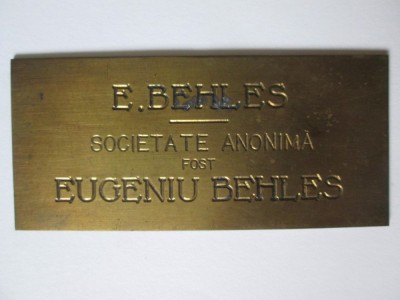 E. BEHLES
SOCIETATE ANONIMĂ
FOST
EUGENIU BEHLES